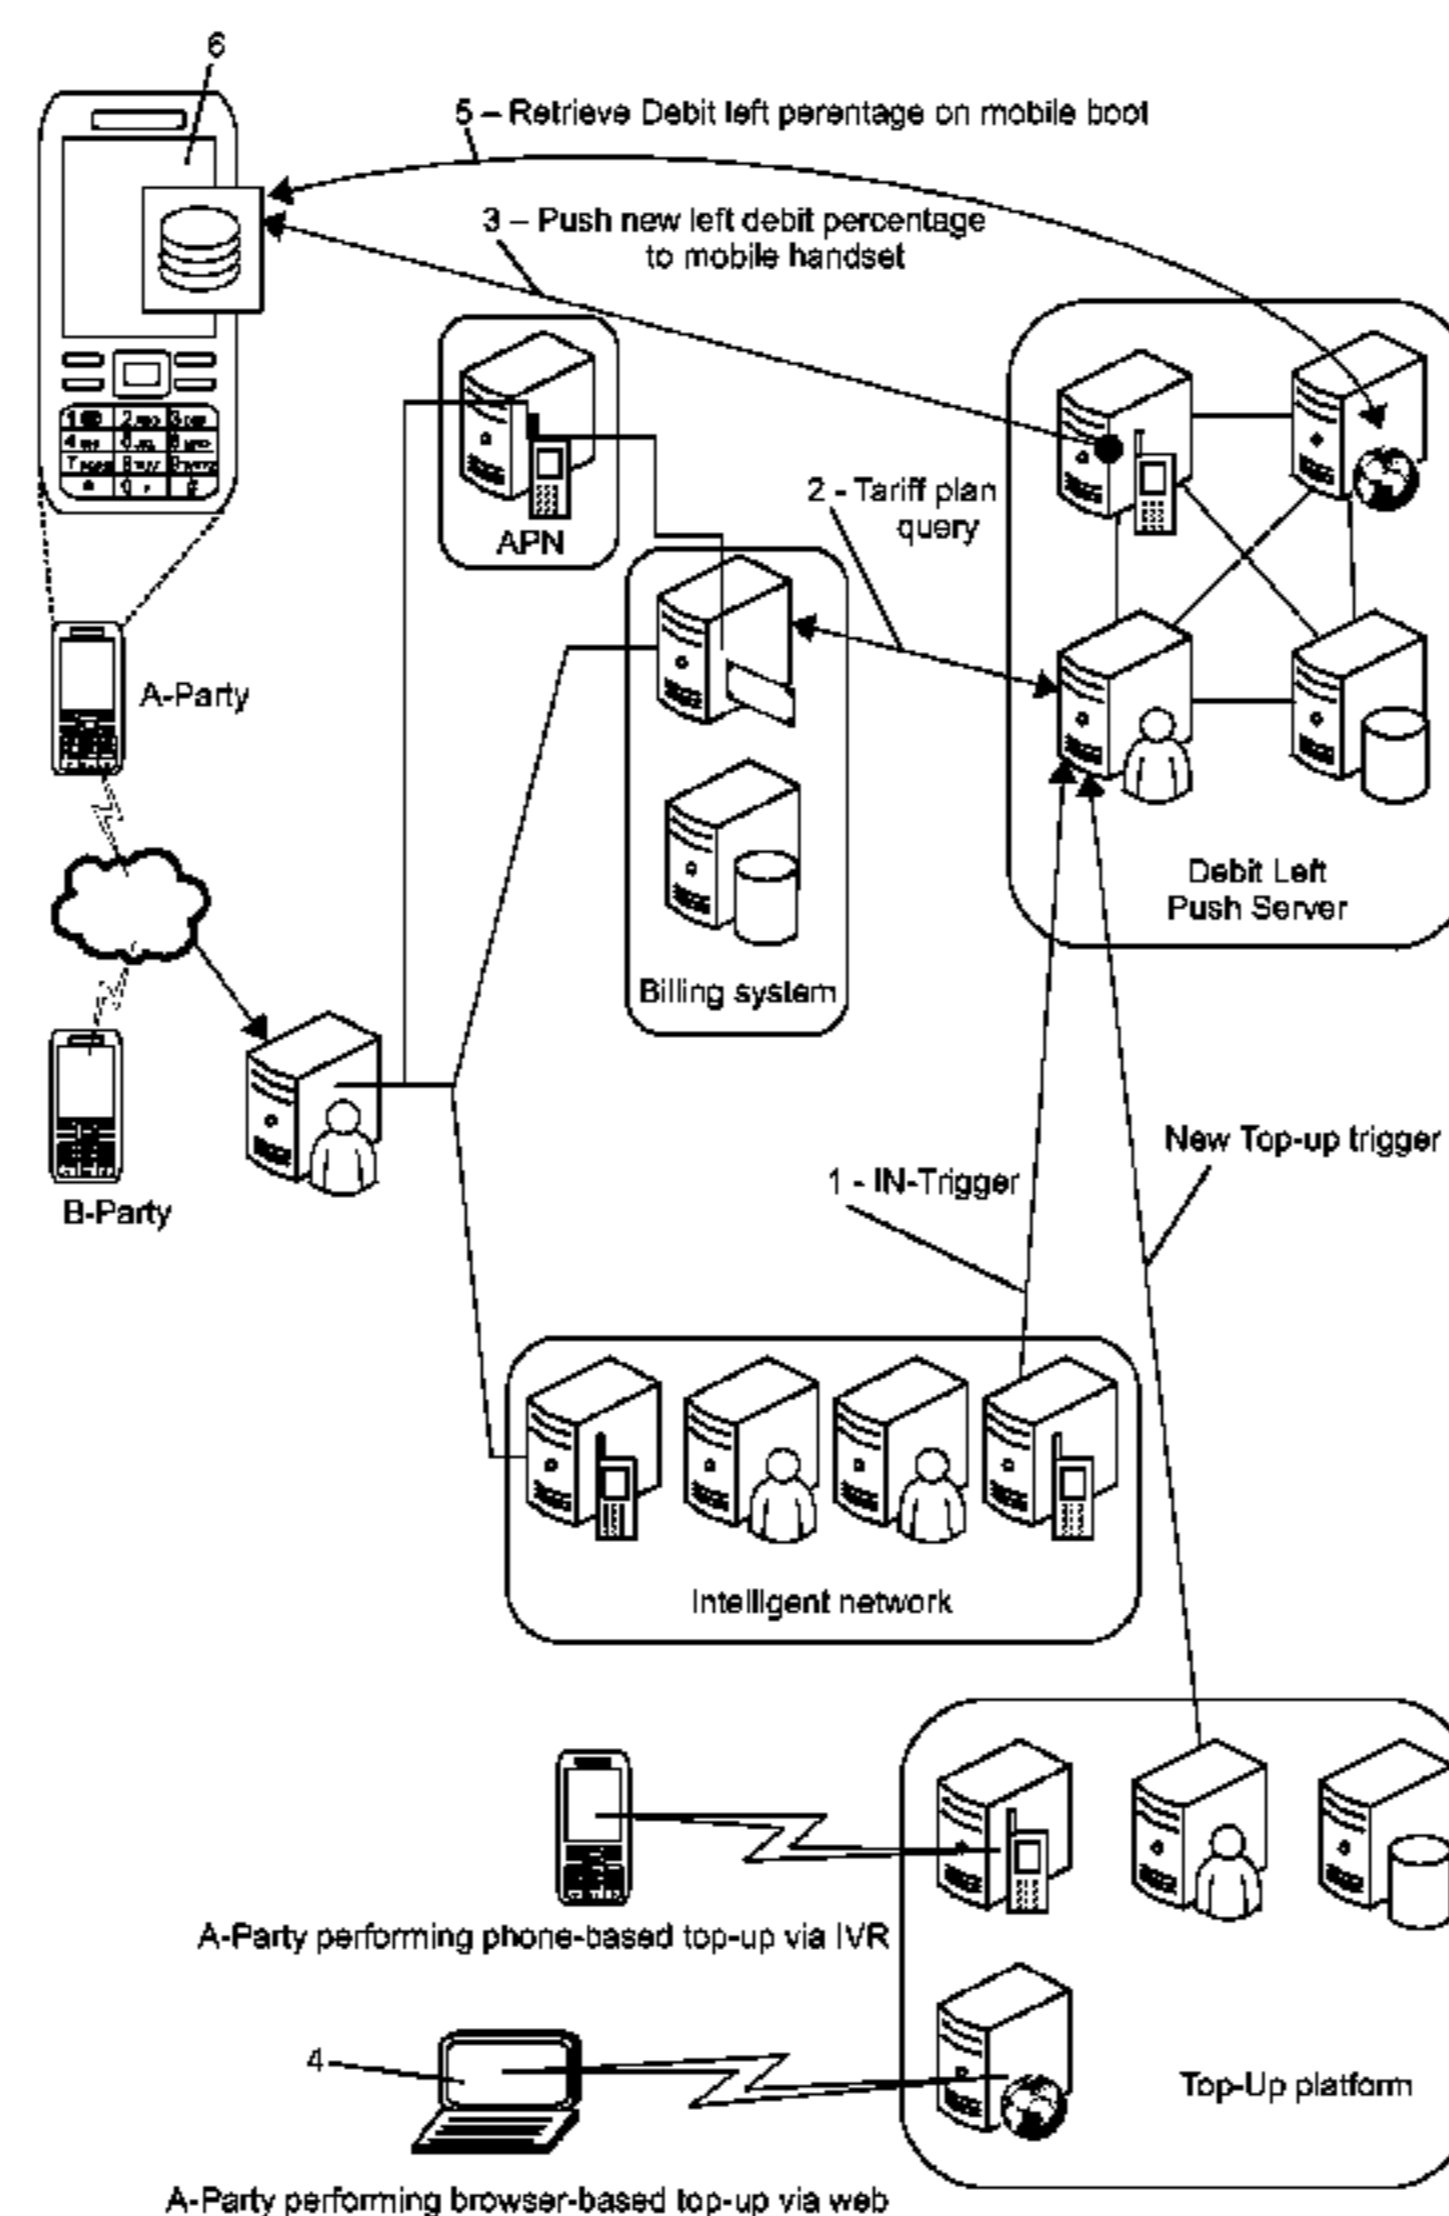 6
5 – Retrieve Debit left perentage on mobile boot
3 – Push new left debit percentage
to mobile handset
APN
2 - Tariff plan
query
A-Party
Debit Left
Push Server
Billing system
B-Party
1 - IN-Trigger
New Top-up trigger
Intelligent network
A-Party performing phone-based top-up via IVR
4
Top-Up platform
A-Party performing browser-based top-up via web